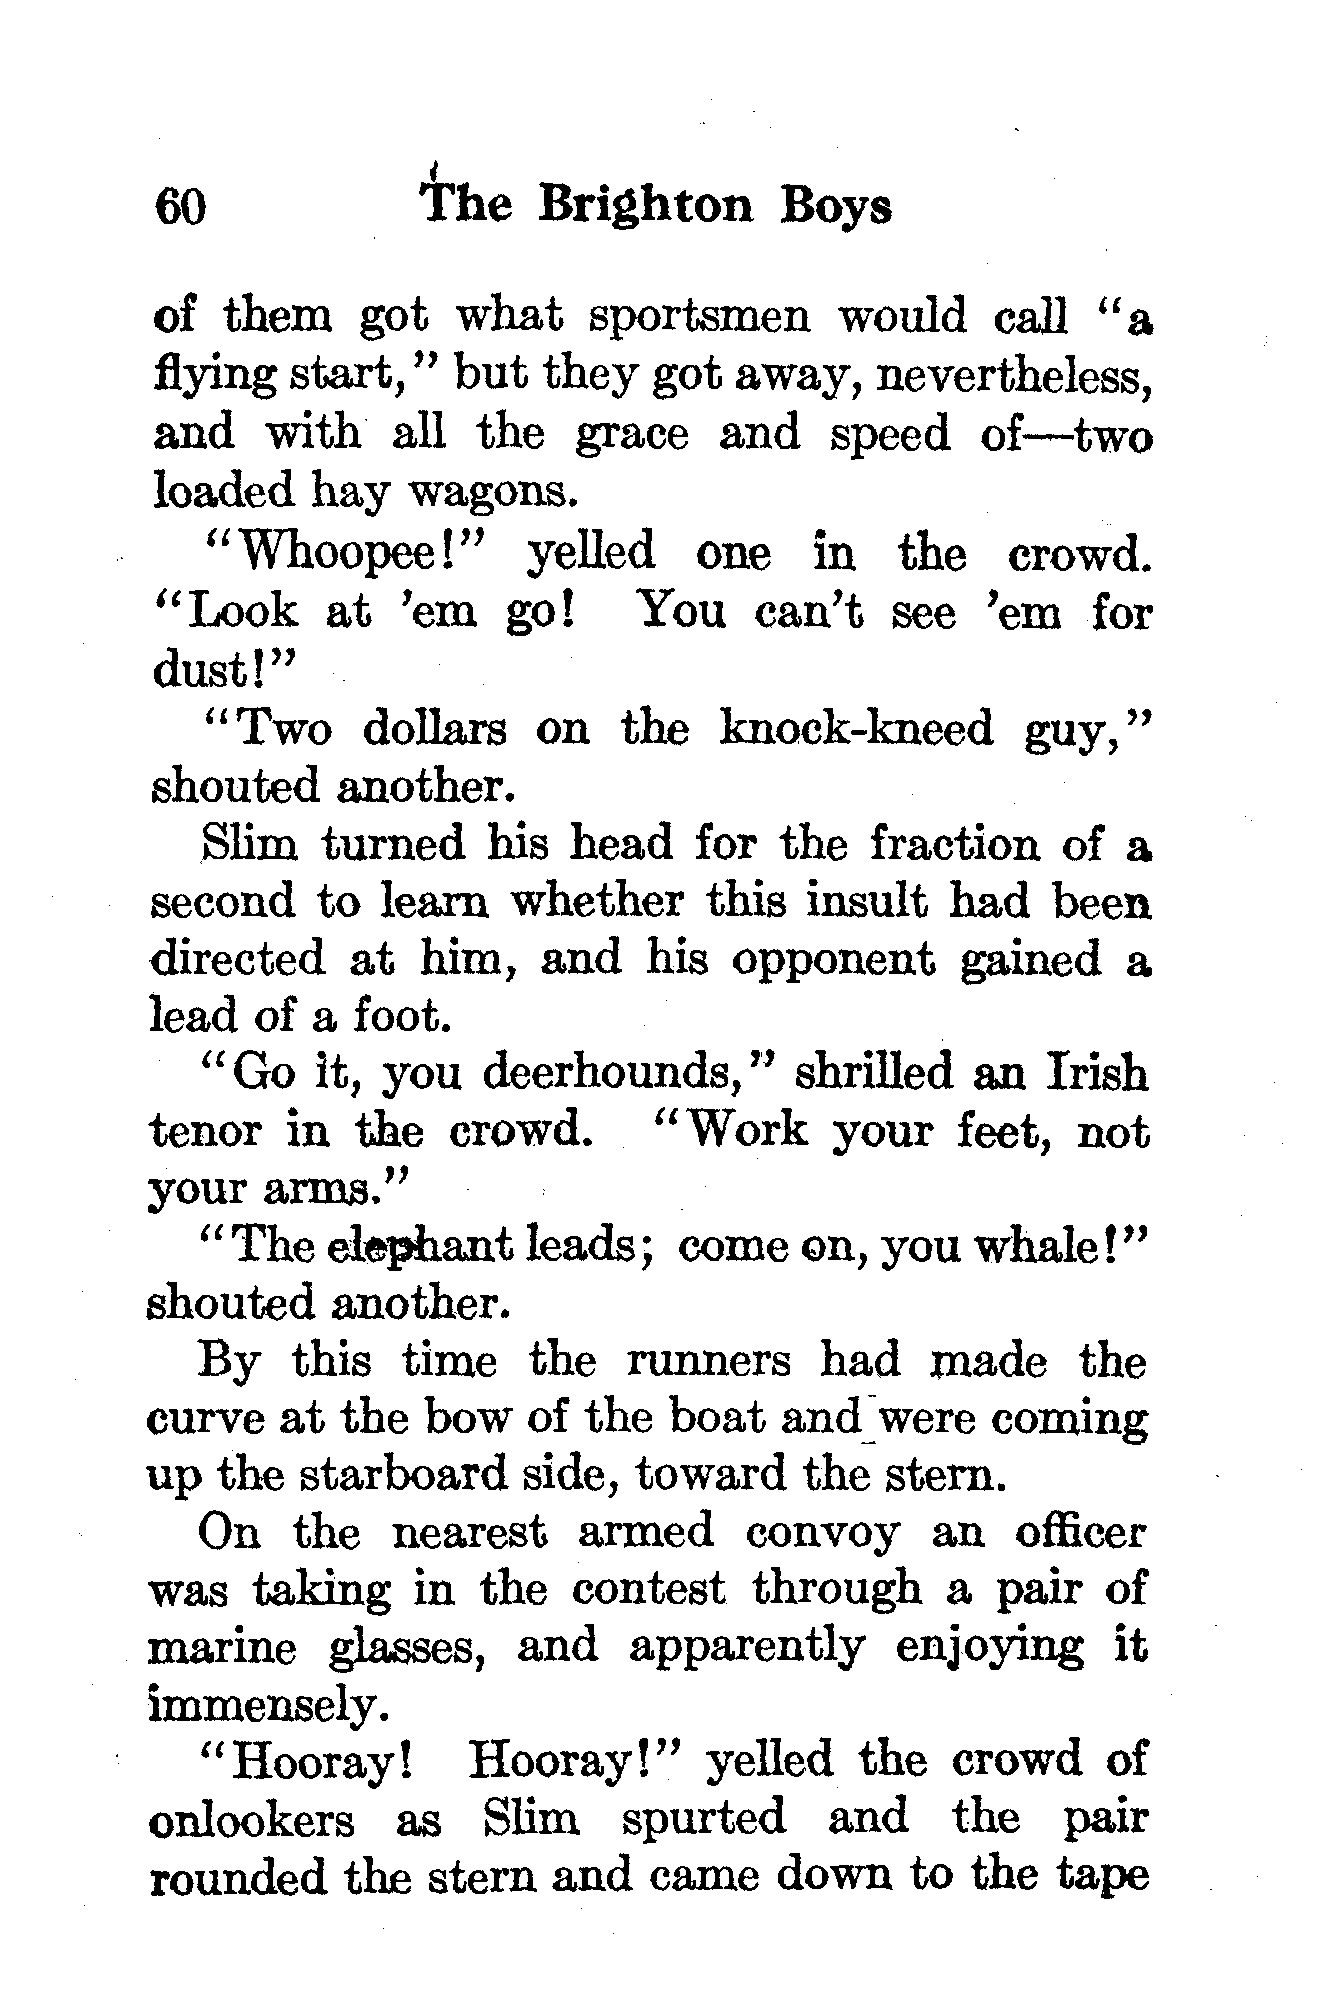 60 The Brighton Boys
of them got what sportsmen would call “a
flying start,” but they got away, nevertheless,
and with all the grace and speed of—two
loaded hay wagons.
“Whoopee!” yelled one in the crowd.
“Look at ’em go! You can’t see ’em for
dust!”
“Two dollars on the knock-kneed guy,”
shouted another.
Slim turned his head for the fraction of a
second to learn whether this insult had been
directed at him, and his opponent gained a
lead of a foot.
“Go it, you deerhounds,” shrilled an Irish
tenor in the crowd. “Work your feet, not
your arms.”
“The elephant leads; come on, you whale!”
shouted another.
By this time the runners had made the
curve at the bow of the boat and were coming
up the starboard side, toward the stern.
On the nearest armed convoy an officer
was taking in the contest through a pair of
marine glasses, and apparently enjoying it
immensely.
“Hooray! Hooray!” yelled the crowd of
onlookers as Slim spurted and the pair
rounded the stern and came down to the tape